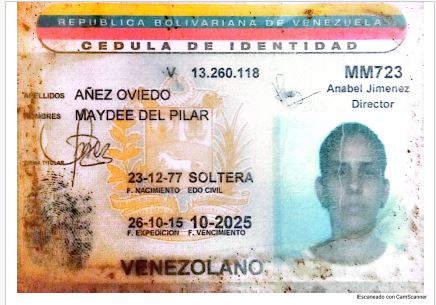 REPUBLICA BOLIVARIANA DE VENEZUELA
CEDULA DE IDENTIDAD
V 13.260.118
MM723
Anabel Jimenez
Director
APELLIDOS AÑEZ OVIEDO
NOMBRES MAYDEE DEL PILAR
FIRMA TITULAR
23-12-77 SOLTERA
F. NACIMIENTO EDO CIVIL
26-10-15 10-2025
F. EXPEDICION F. VENCIMIENTO
VENEZOLANO
Escaneado con CamScanner